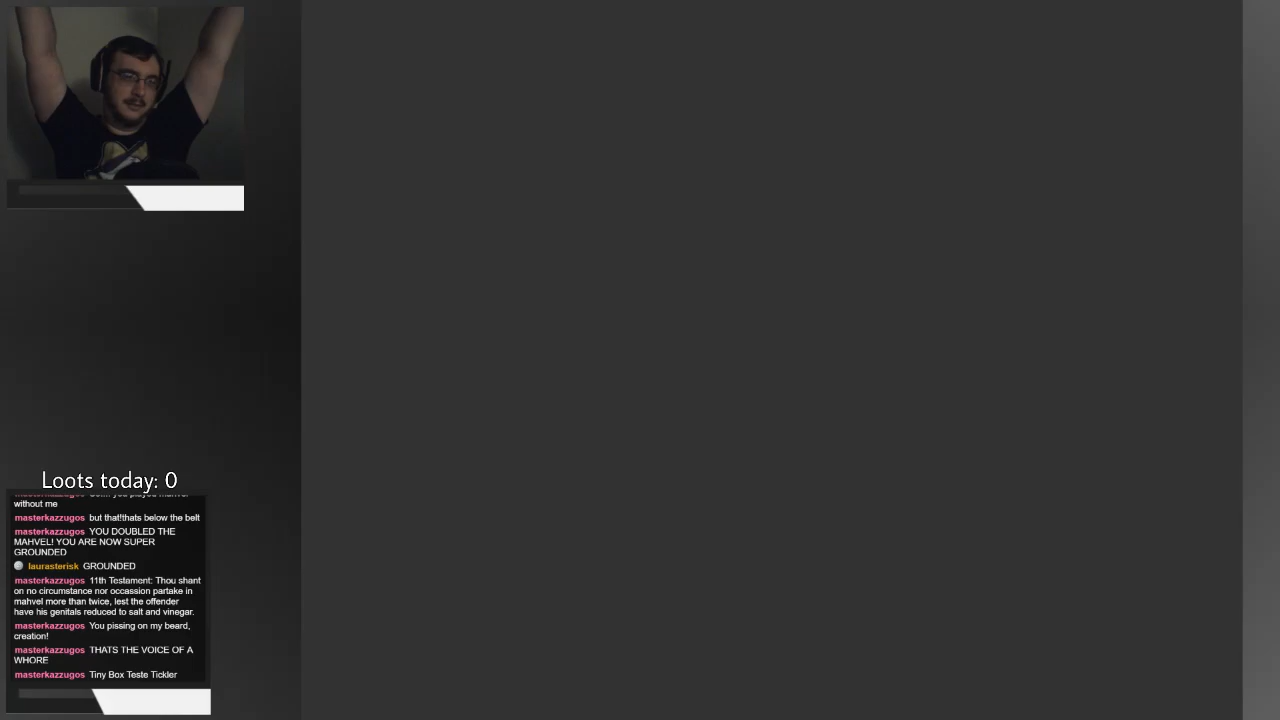 Loots today: 0
without me
masterkazzugos but that!thats below the belt
masterkazzugos YOU DOUBLED THE
MAHVEL! YOU ARE NOW SUPER
GROUNDED
laurasterisk GROUNDED
masterkazzugos 11th Testament: Thou shant
on no circumstance nor occassion partake in
mahvel more than twice, lest the offender
have his genitals reduced to salt and vinegar.
masterkazzugos You pissing on my beard,
creation!
masterkazzugos THATS THE VOICE OF A
WHORE
masterkazzugos Tiny Box Teste Tickler